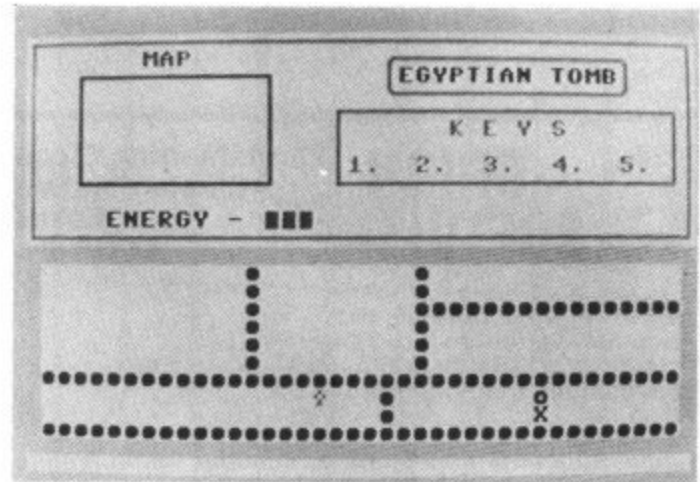 MAP
EGYPTIAN TOMB
K E Y S
1. 2. 3. 4. 5.
ENERGY -